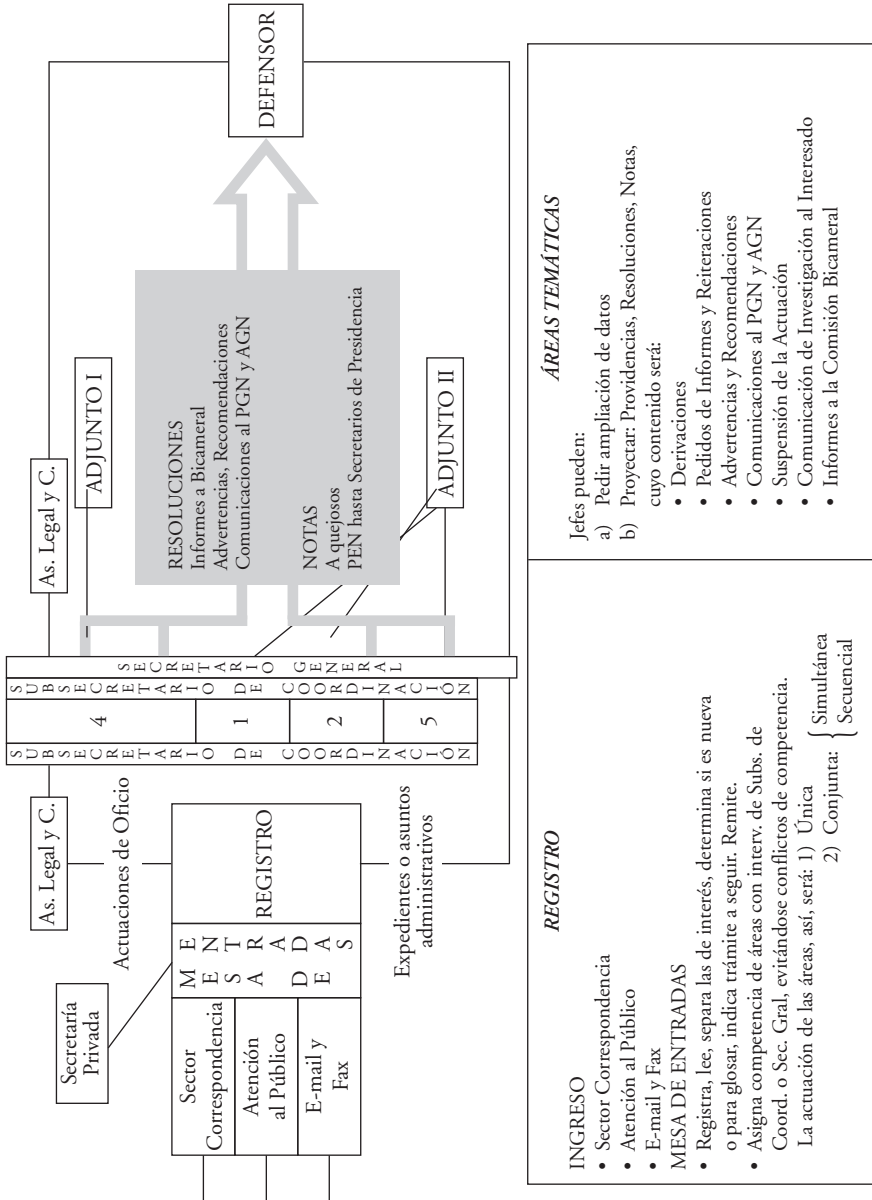 Secretaría
Privada
As. Legal y C.
As. Legal y C.
Actuaciones de Oficio
Sector
Correspondencia
Atención
al Público
E-mail y
Fax
MESA DE
ENTRADAS
REGISTRO
Expedientes o asuntos
administrativos
SUBSECRETARIO DE COORDINACIÓN
4
1
2
5
SUBSECRETARIO DE COORDINACIÓN
SECRETARIO GENERAL
ADJUNTO I
RESOLUCIONES
Informes a Bicameral
Advertencias, Recomendaciones
Comunicaciones al PGN y AGN
NOTAS
A quejosos
PEN hasta Secretarios de Presidencia
ADJUNTO II
DEFENSOR
REGISTRO
INGRESO
• Sector Correspondencia
• Atención al Público
• E-mail y Fax
MESA DE ENTRADAS
• Registra, lee, separa las de interés, determina si es nueva
o para glosar, indica trámite a seguir. Remite.
• Asigna competencia de áreas con interv. de Subs. de
Coord. o Sec. Gral, evitándose conflictos de competencia.
La actuación de las áreas, así, será: 1) Única
2) Conjunta: { Simultánea
Secuencial
ÁREAS TEMÁTICAS
Jefes pueden:
a) Pedir ampliación de datos
b) Proyectar: Providencias, Resoluciones, Notas,
cuyo contenido será:
• Derivaciones
• Pedidos de Informes y Reiteraciones
• Advertencias y Recomendaciones
• Comunicaciones al PGN y AGN
• Suspensión de la Actuación
• Comunicación de Investigación al Interesado
• Informes a la Comisión Bicameral